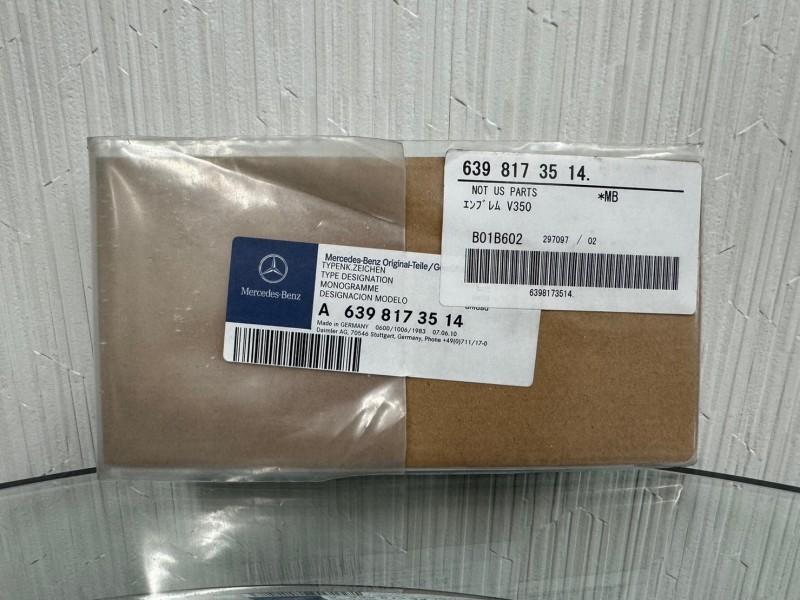 639 817 35 14.
NOT US PARTS
*MB
ｴﾝﾌﾞﾚﾑ V350
B01B602 297097 / 02
6398173514.
Mercedes-Benz
Mercedes-Benz Original-Teile/
TYPENK.ZEICHEN
TYPE DESIGNATION
MONOGRAMME
DESIGNACION MODELO
A 639 817 35 14
Made in GERMANY 0600/1006/1983 07.06.10
Daimler AG, 70546 Stuttgart, Germany, Phone +49(0)711/17-0